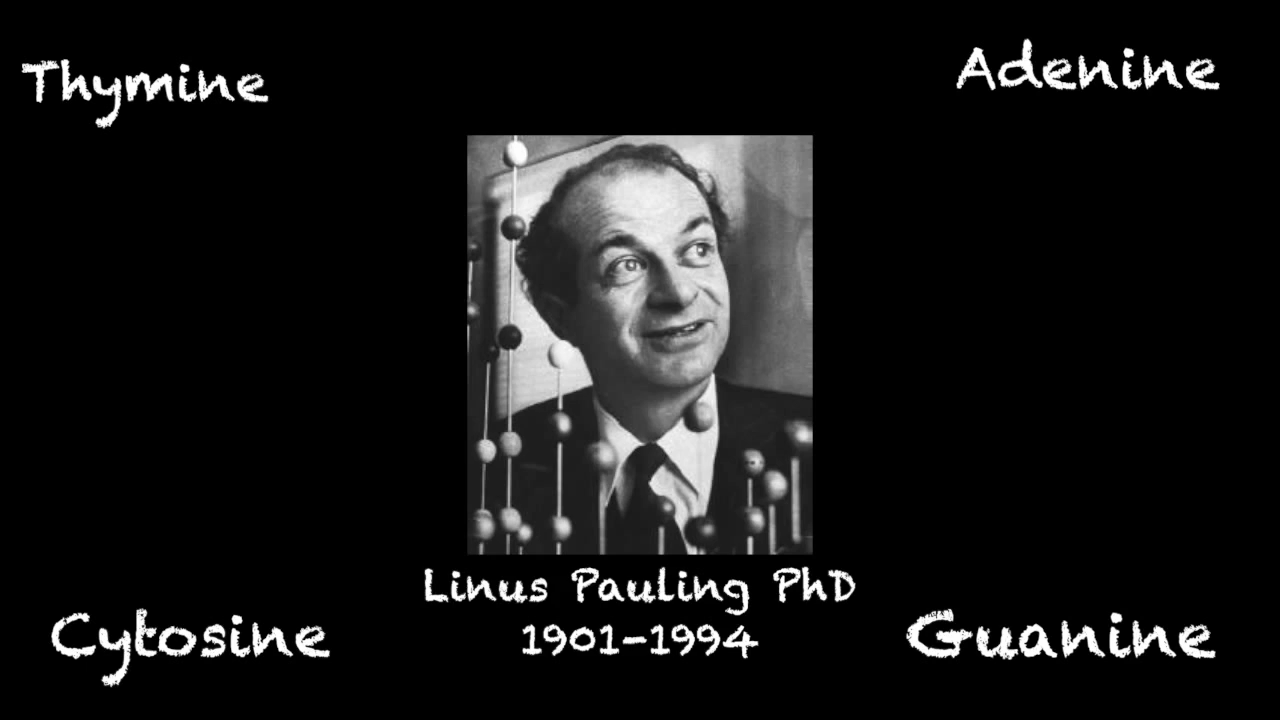 Thymine
Adenine
Linus Pauling PhD
1901-1994
Cytosine
Guanine